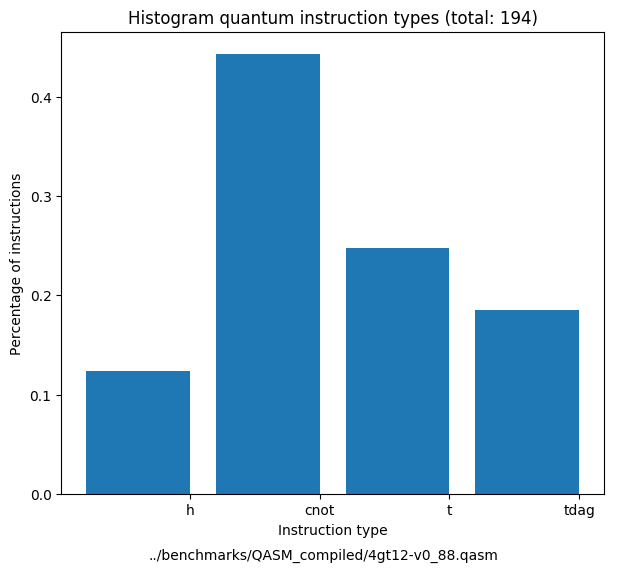 Histogram quantum instruction types (total: 194)
Percentage of instructions
0.4
0.3
0.2
0.1
0.0
h cnot t tdag
Instruction type
../benchmarks/QASM_compiled/4gt12-v0_88.qasm